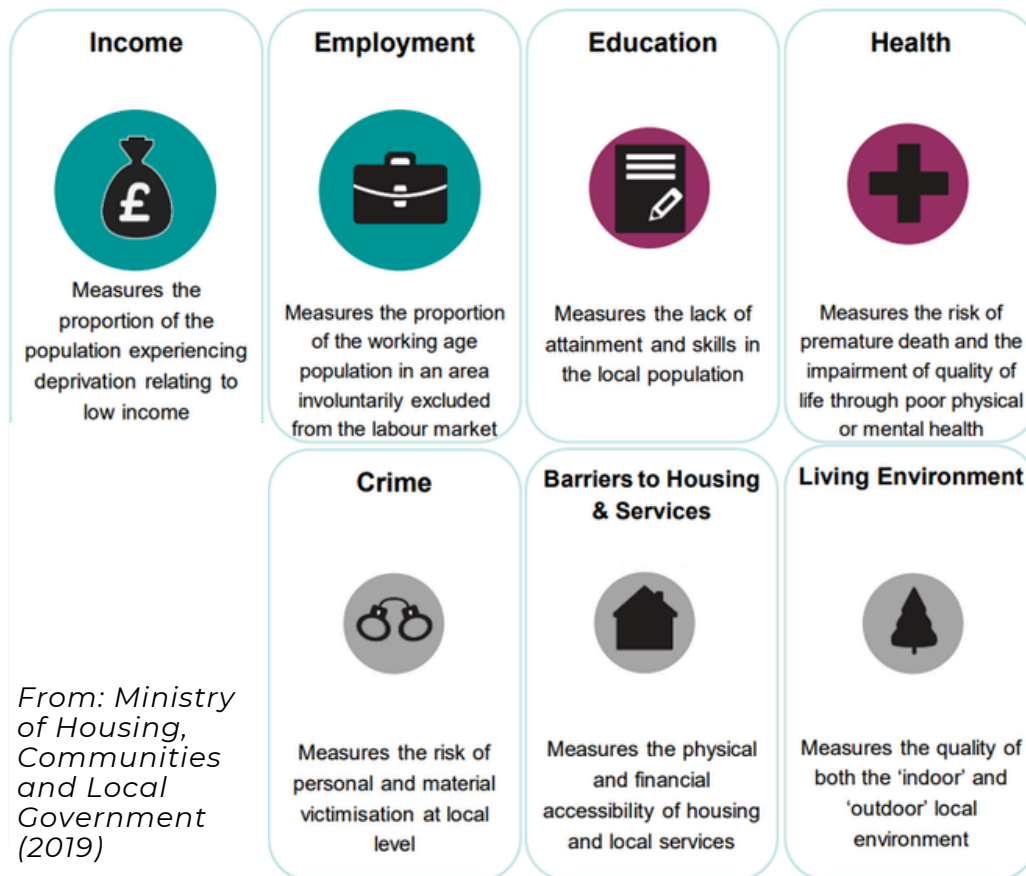 Income
£
Measures the
proportion of the
population experiencing
deprivation relating to
low income
Employment
Measures the proportion
of the working age
population in an area
involuntarily excluded
from the labour market
Education
Measures the lack of
attainment and skills in
the local population
Health
Measures the risk of
premature death and the
impairment of quality of
life through poor physical
or mental health
From: Ministry
of Housing,
Communities
and Local
Government
(2019)
Crime
Measures the risk of
personal and material
victimisation at local
level
Barriers to Housing
& Services
Measures the physical
and financial
accessibility of housing
and local services
Living Environment
Measures the quality of
both the ‘indoor’ and
‘outdoor’ local
environment